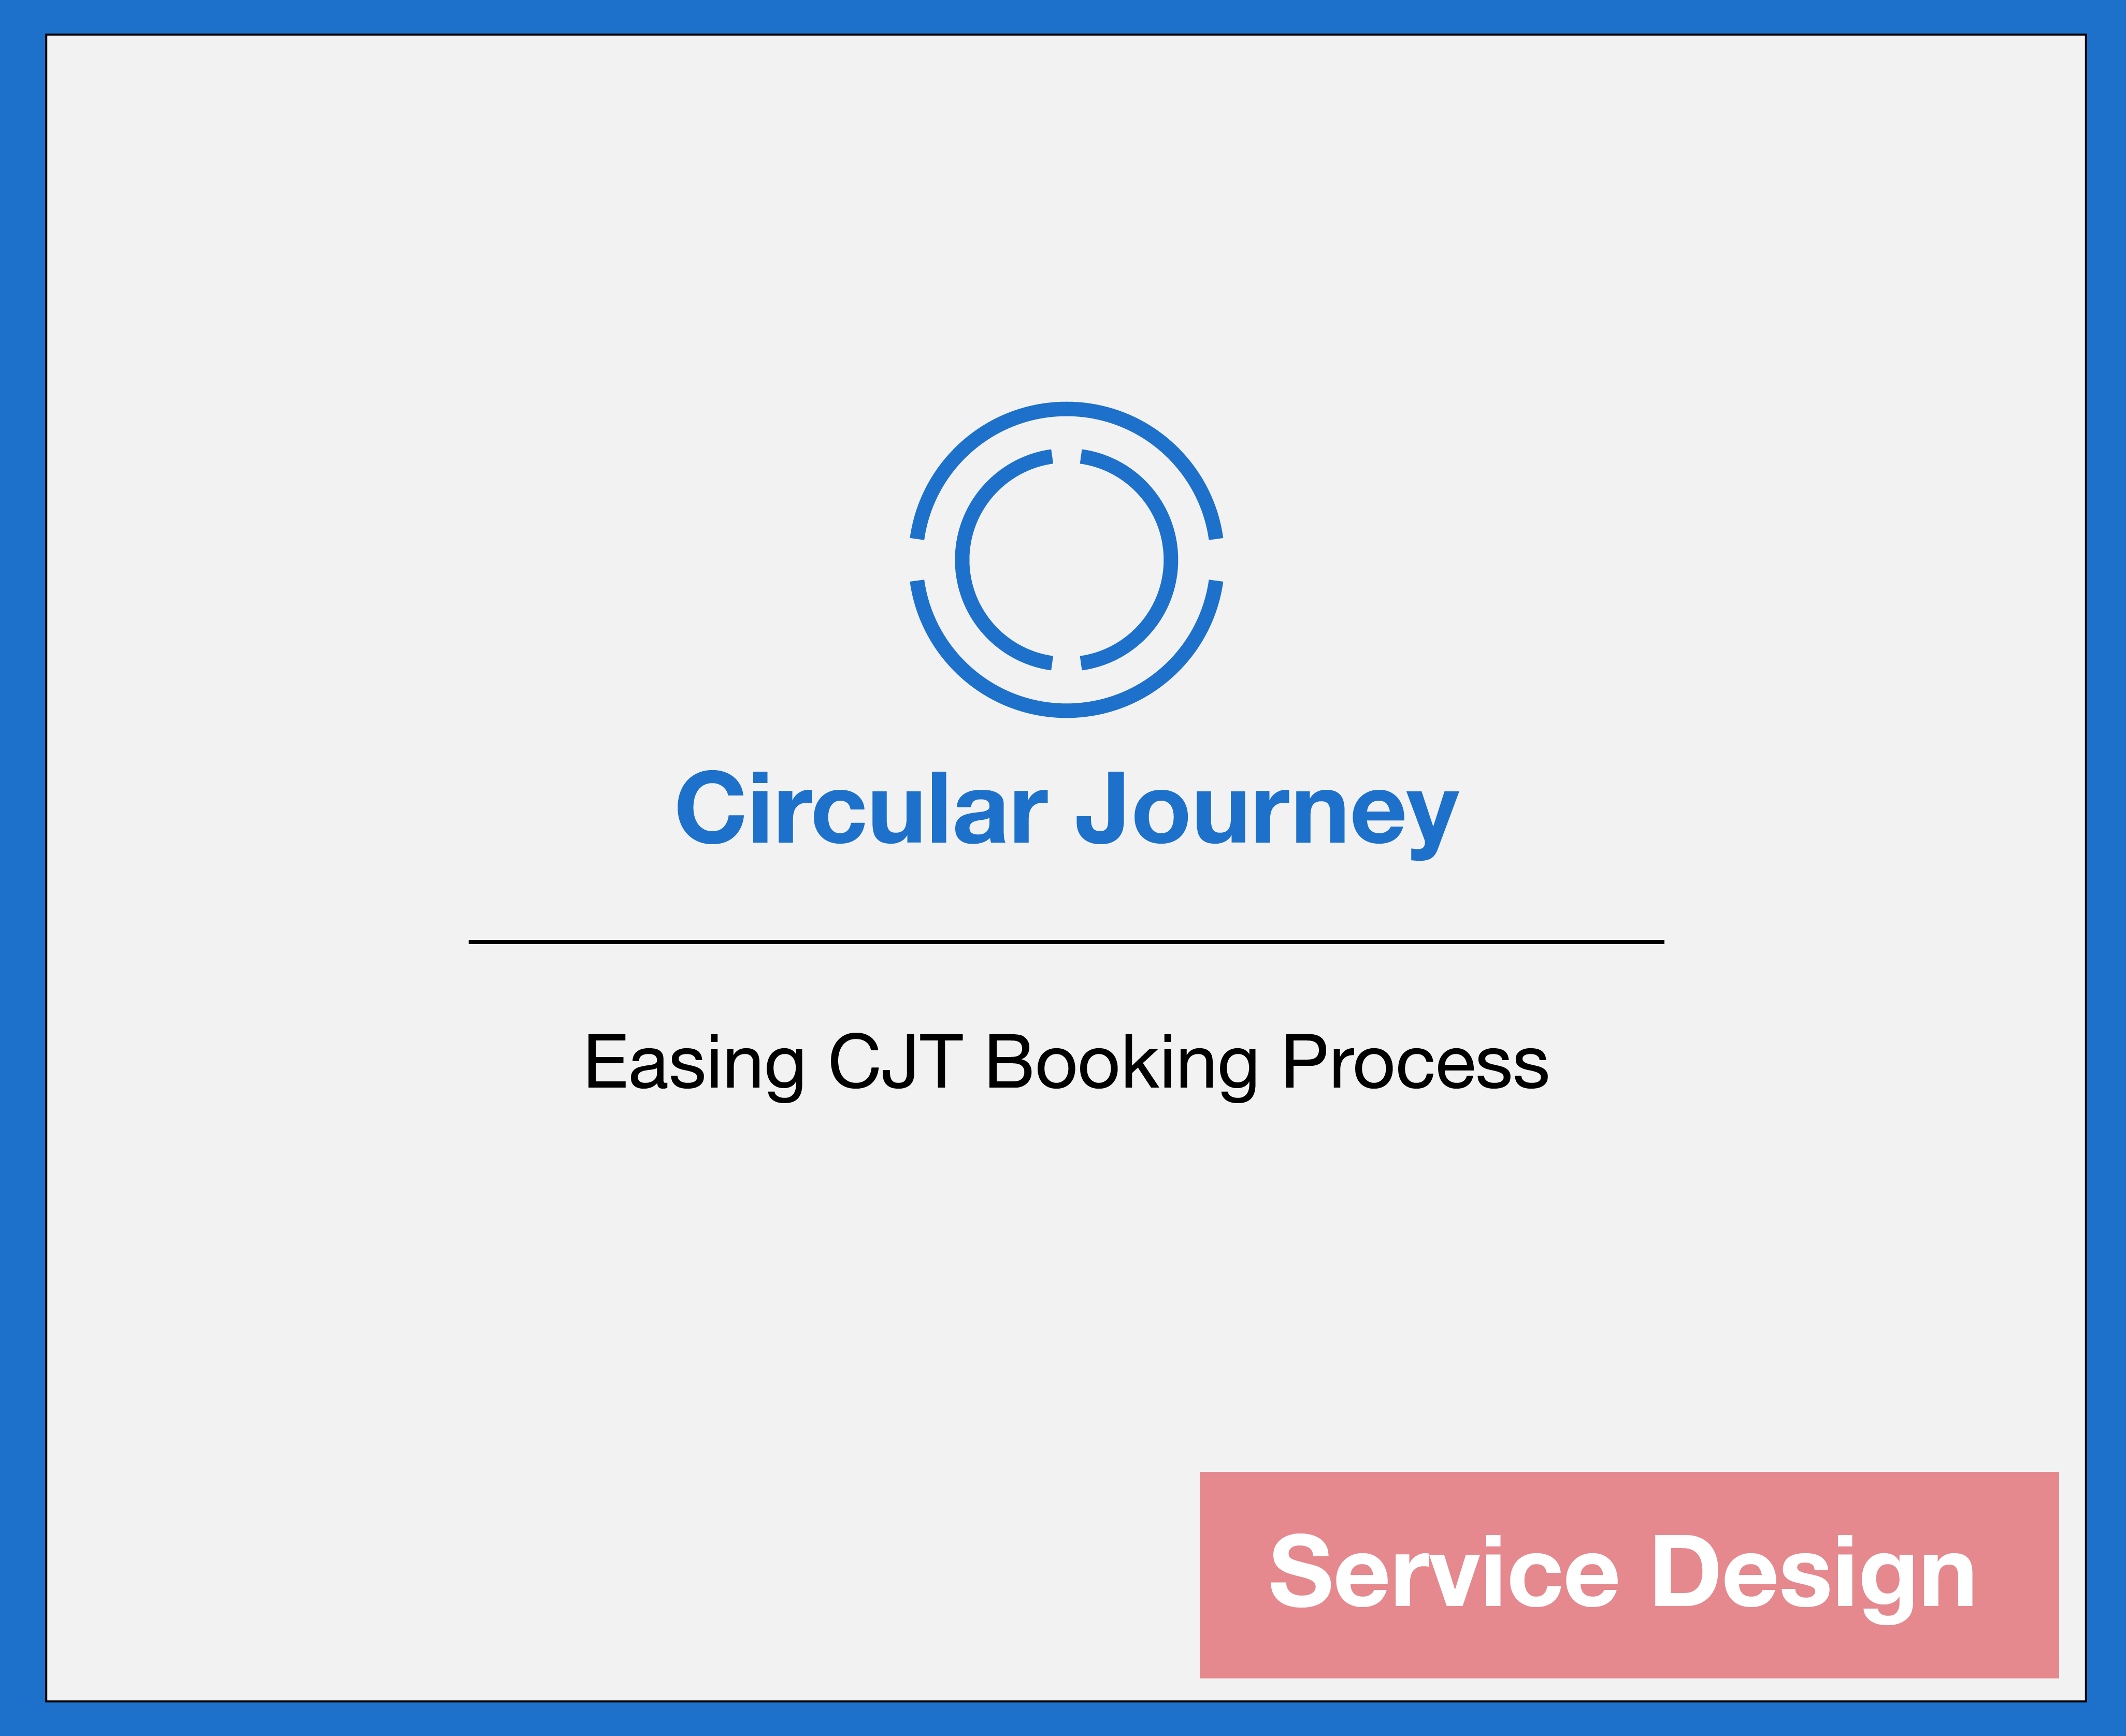 Circular Journey
Easing CJT Booking Process
Service Design